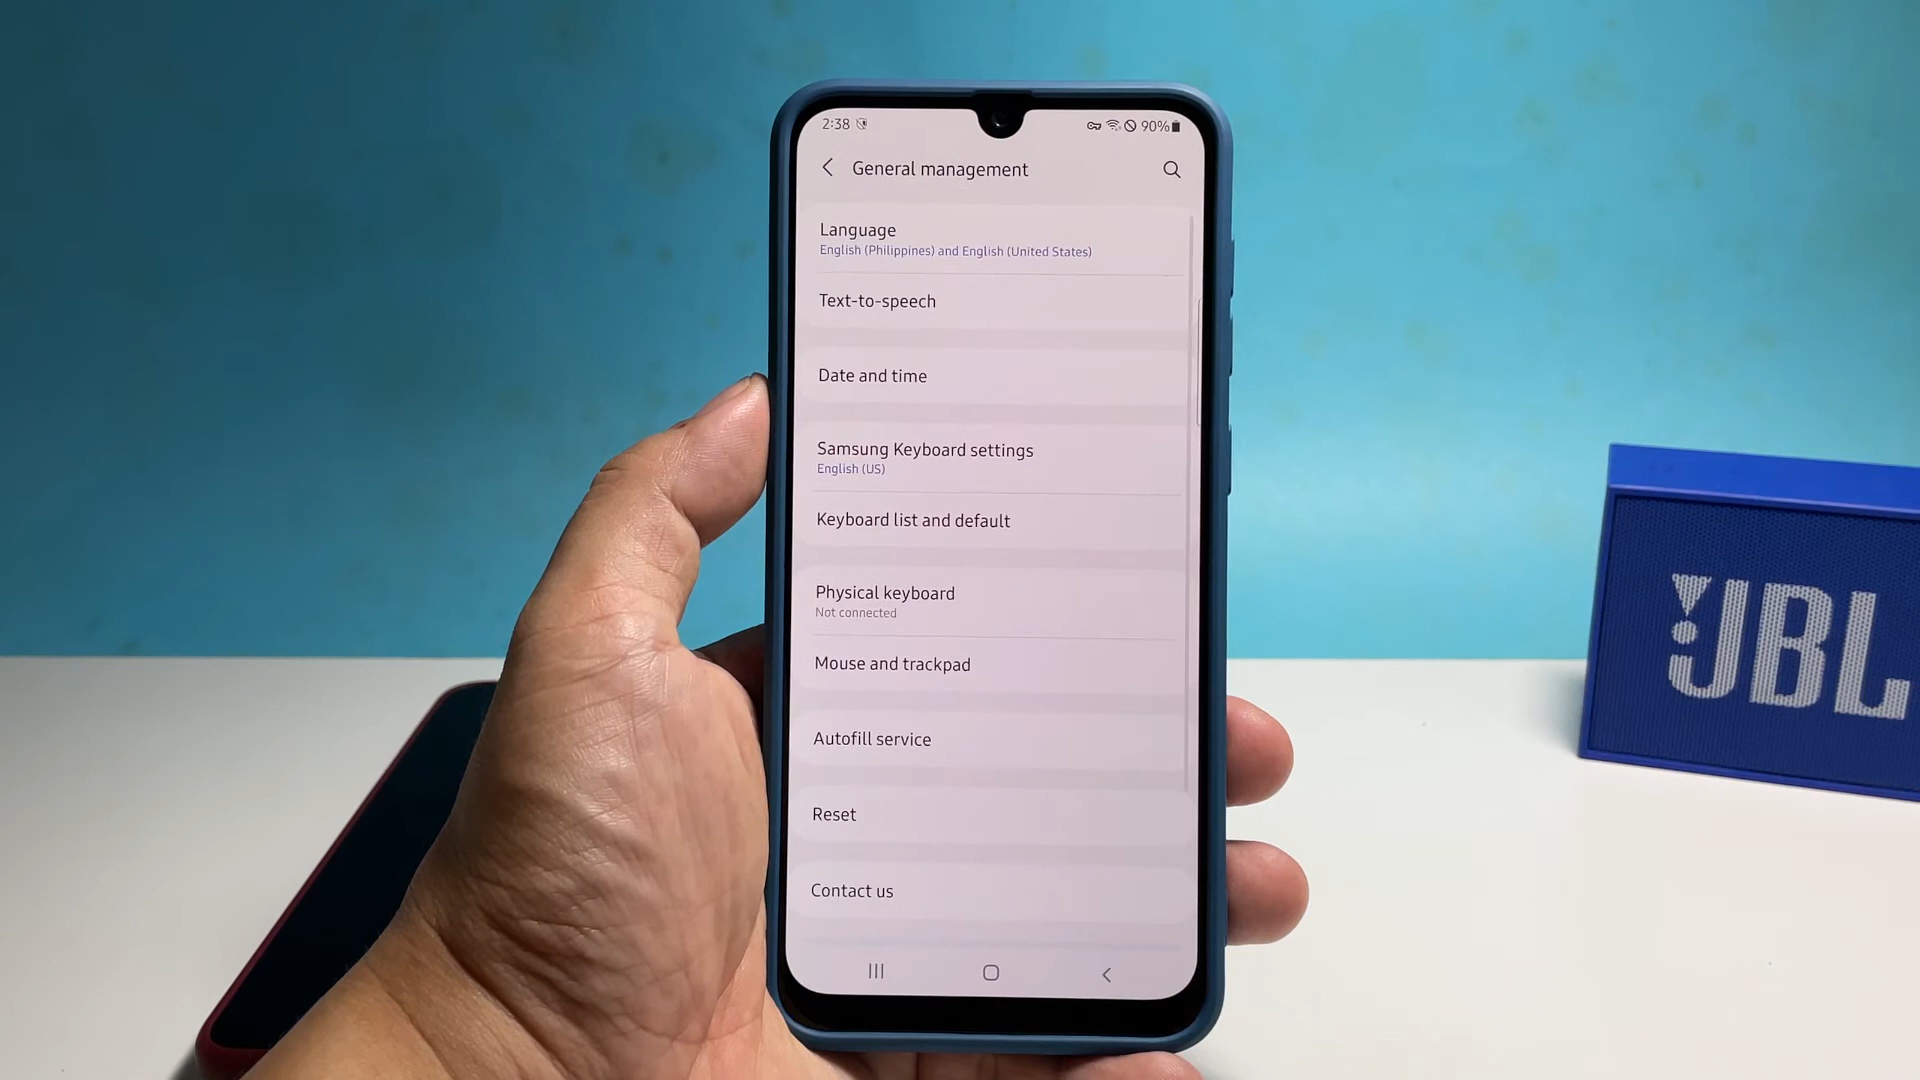 2:38
90%
General management
Language
English (Philippines) and English (United States)
Text-to-speech
Date and time
Samsung Keyboard settings
English (US)
Keyboard list and default
Physical keyboard
Not connected
Mouse and trackpad
Autofill service
Reset
Contact us
JBL